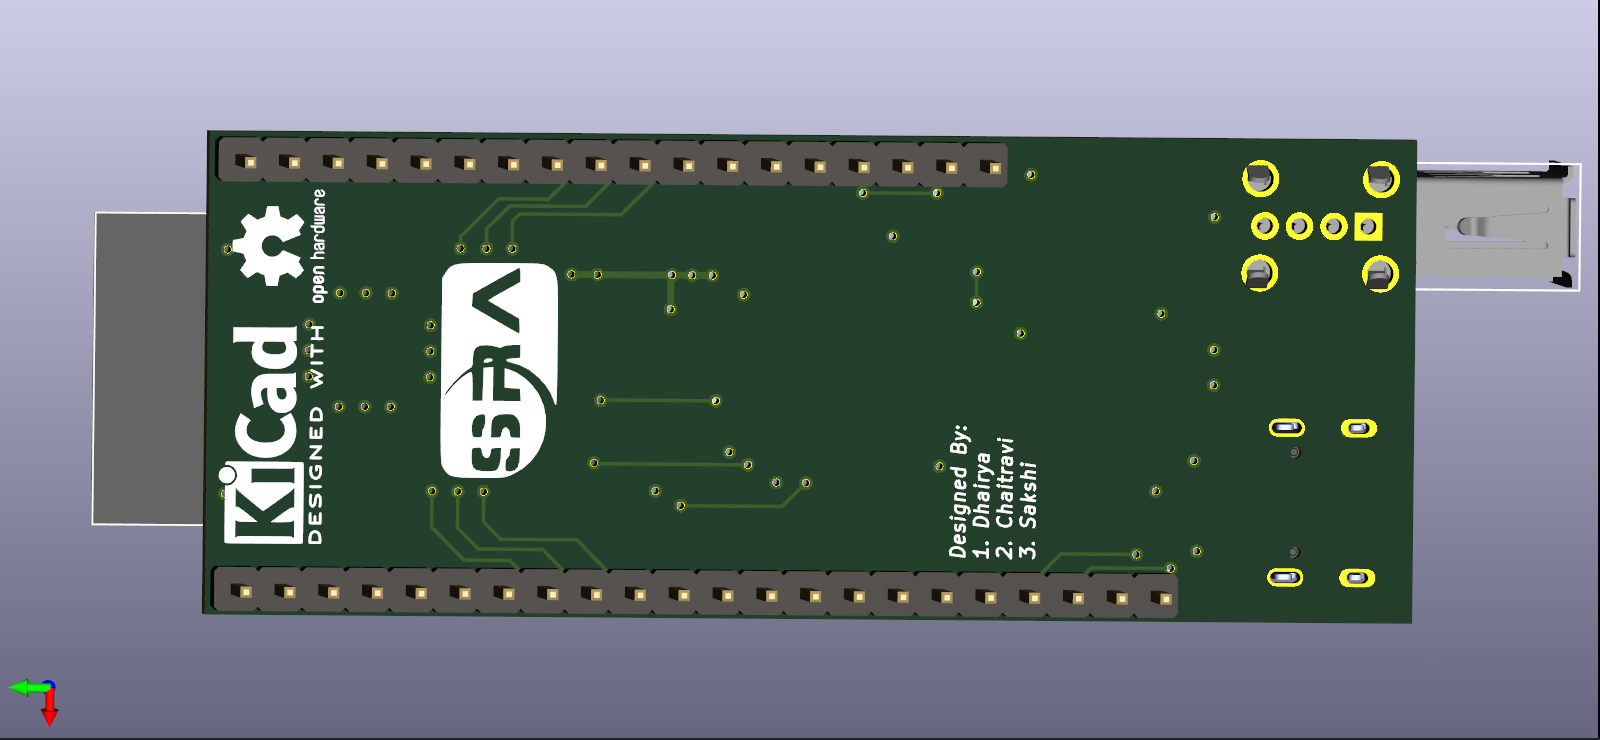 KiCad
DESIGNED WITH
open hardware
SRA
Designed By:
1. Dhairya
2. Chaitravi
3. Sakshi